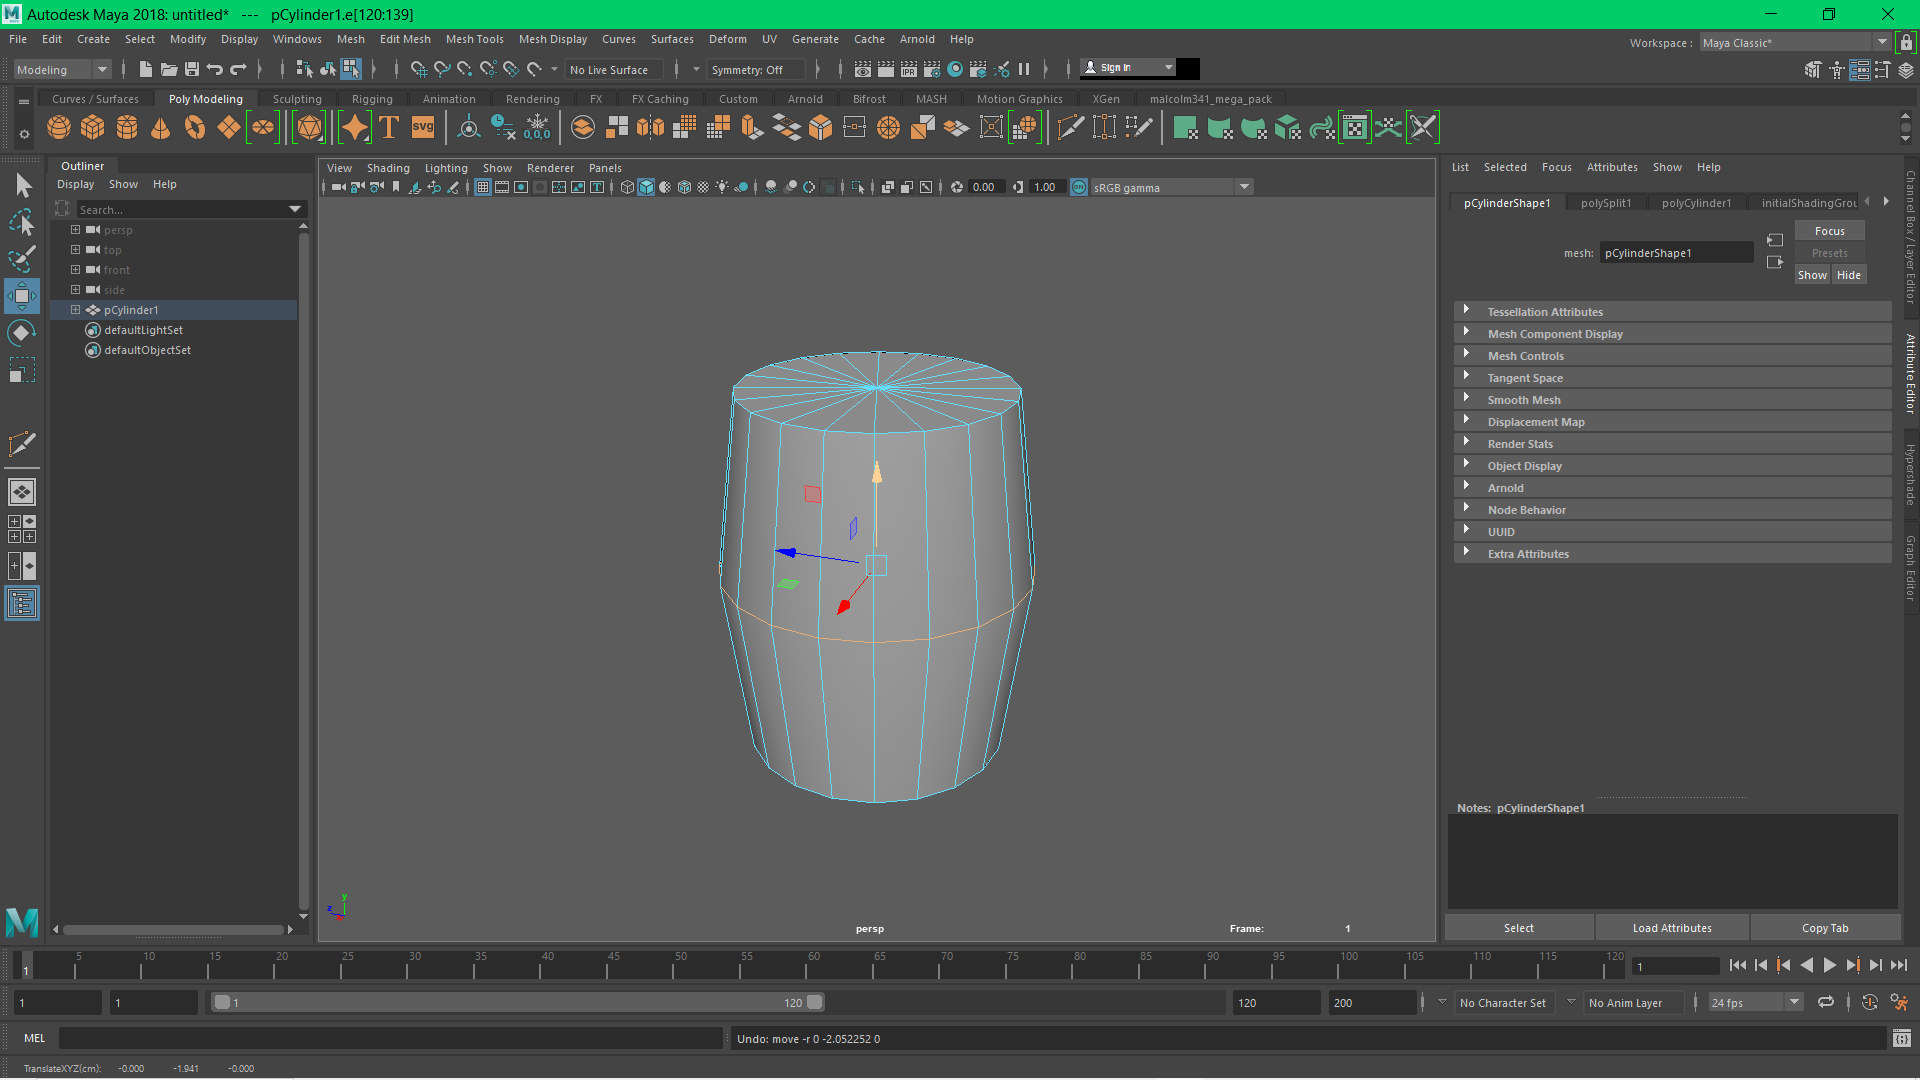 Autodesk Maya 2018: untitled*   ---   pCylinder1.e[120:139]
File Edit Create Select Modify Display Windows Mesh Edit Mesh Mesh Tools Mesh Display Curves Surfaces Deform UV Generate Cache Arnold Help
Workspace : Maya Classic*
Modeling No Live Surface Symmetry: Off IPR Sign In
Curves / Surfaces Poly Modeling Sculpting Rigging Animation Rendering FX FX Caching Custom Arnold Bifrost MASH Motion Graphics XGen malcolm341_mega_pack
T SVG 0,0,0
Outliner
Display Show Help
Search...
persp
top
front
side
pCylinder1
defaultLightSet
defaultObjectSet
View Shading Lighting Show Renderer Panels
0.00 1.00 ON sRGB gamma
y
z
persp
Frame: 1
List Selected Focus Attributes Show Help
pCylinderShape1 polySplit1 polyCylinder1 initialShadingGrou
mesh: pCylinderShape1
Focus
Presets
Show Hide
Tessellation Attributes
Mesh Component Display
Mesh Controls
Tangent Space
Smooth Mesh
Displacement Map
Render Stats
Object Display
Arnold
Node Behavior
UUID
Extra Attributes
Notes: pCylinderShape1
Select Load Attributes Copy Tab
Channel Box / Layer Editor
Attribute Editor
Hypershade
Graph Editor
1 5 10 15 20 25 30 35 40 45 50 55 60 65 70 75 80 85 90 95 100 105 110 115 120 1
1 1 1 120 120 200 No Character Set No Anim Layer 24 fps
MEL Undo: move -r 0 -2.052252 0
TranslateXYZ(cm): -0.000 -1.941 -0.000